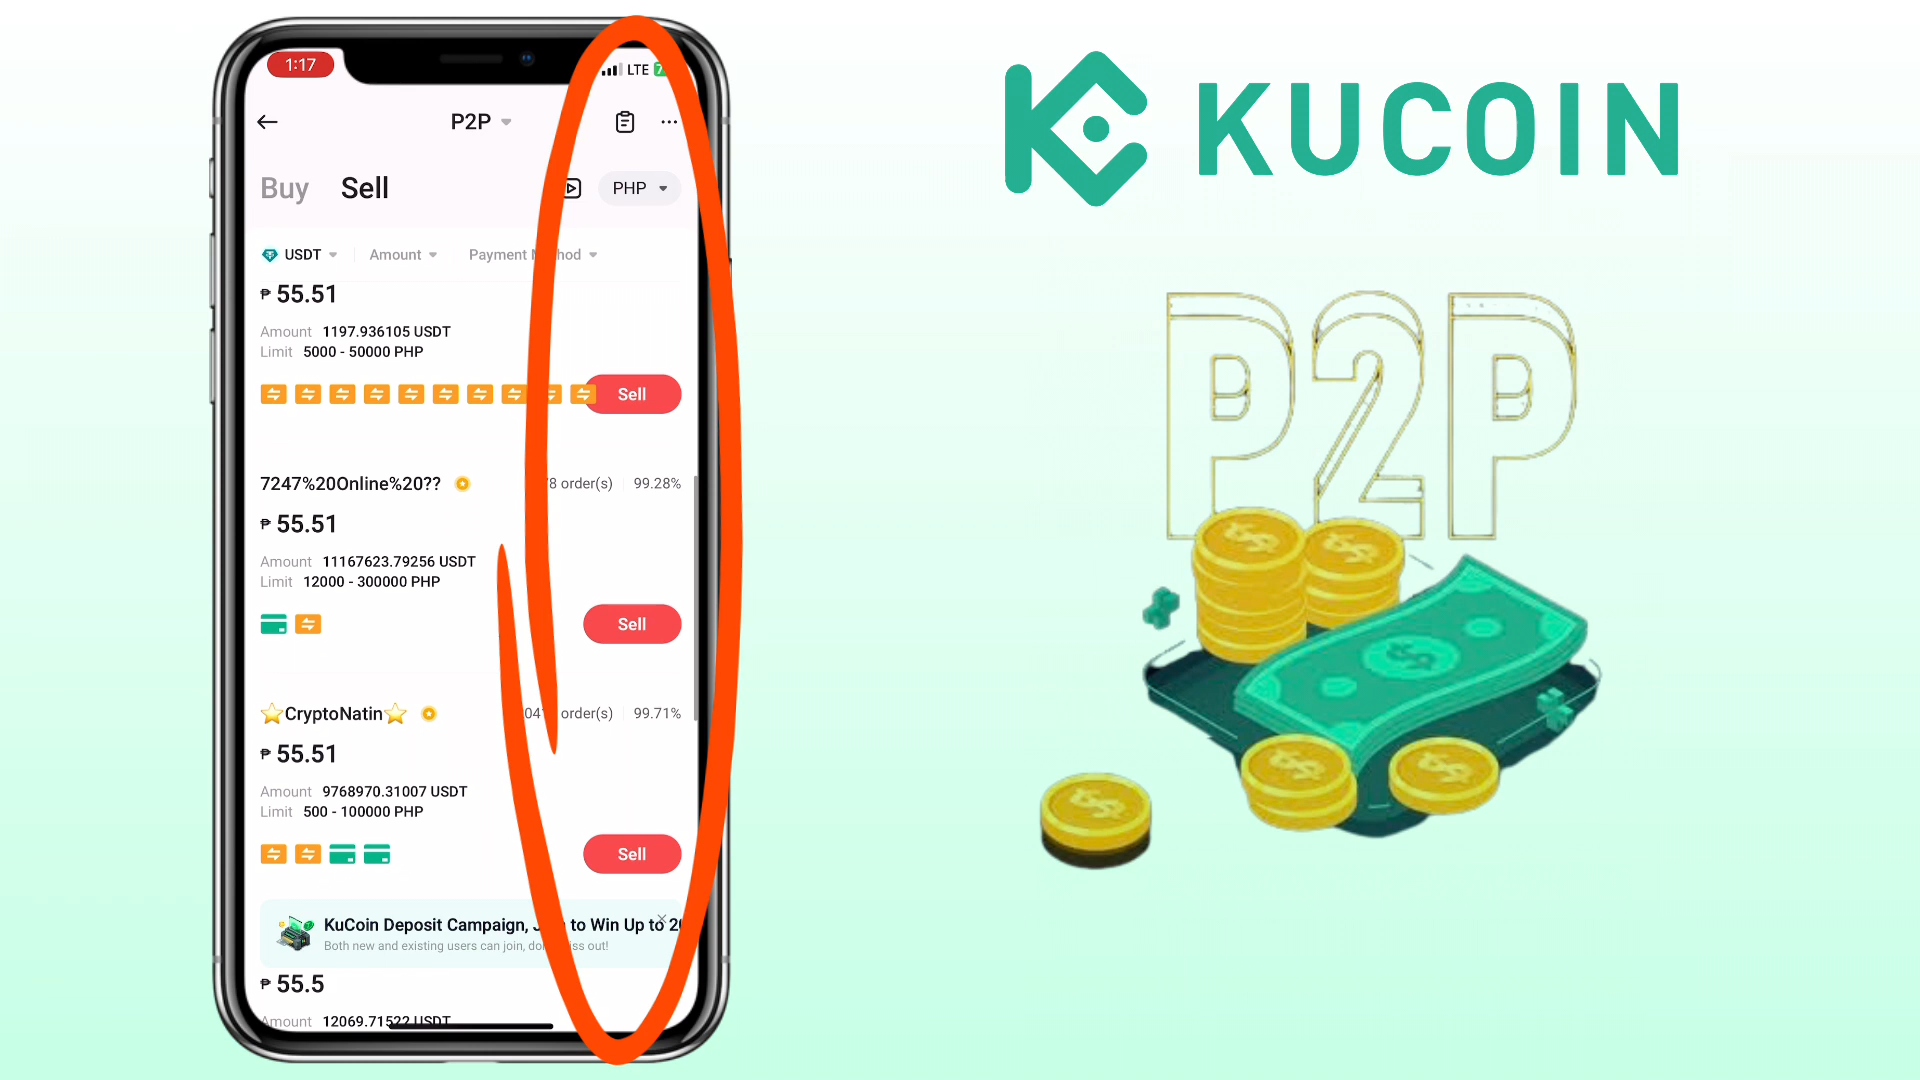 1:17
LTE
P2P
Buy Sell
PHP
USDT Amount Payment
₱ 55.51
Amount 1197.936105 USDT
Limit 5000 - 50000 PHP
Sell
7247%20Online%20??
order(s) 99.28%
₱ 55.51
Amount 11167623.79256 USDT
Limit 12000 - 300000 PHP
Sell
⭐CryptoNatin⭐
order(s) 99.71%
₱ 55.51
Amount 9768970.31007 USDT
Limit 500 - 100000 PHP
Sell
KuCoin Deposit Campaign, to Win Up to
Both new and existing users can join, out!
₱ 55.5
Amount 12069.71522 USDT
KUCOIN
P2P